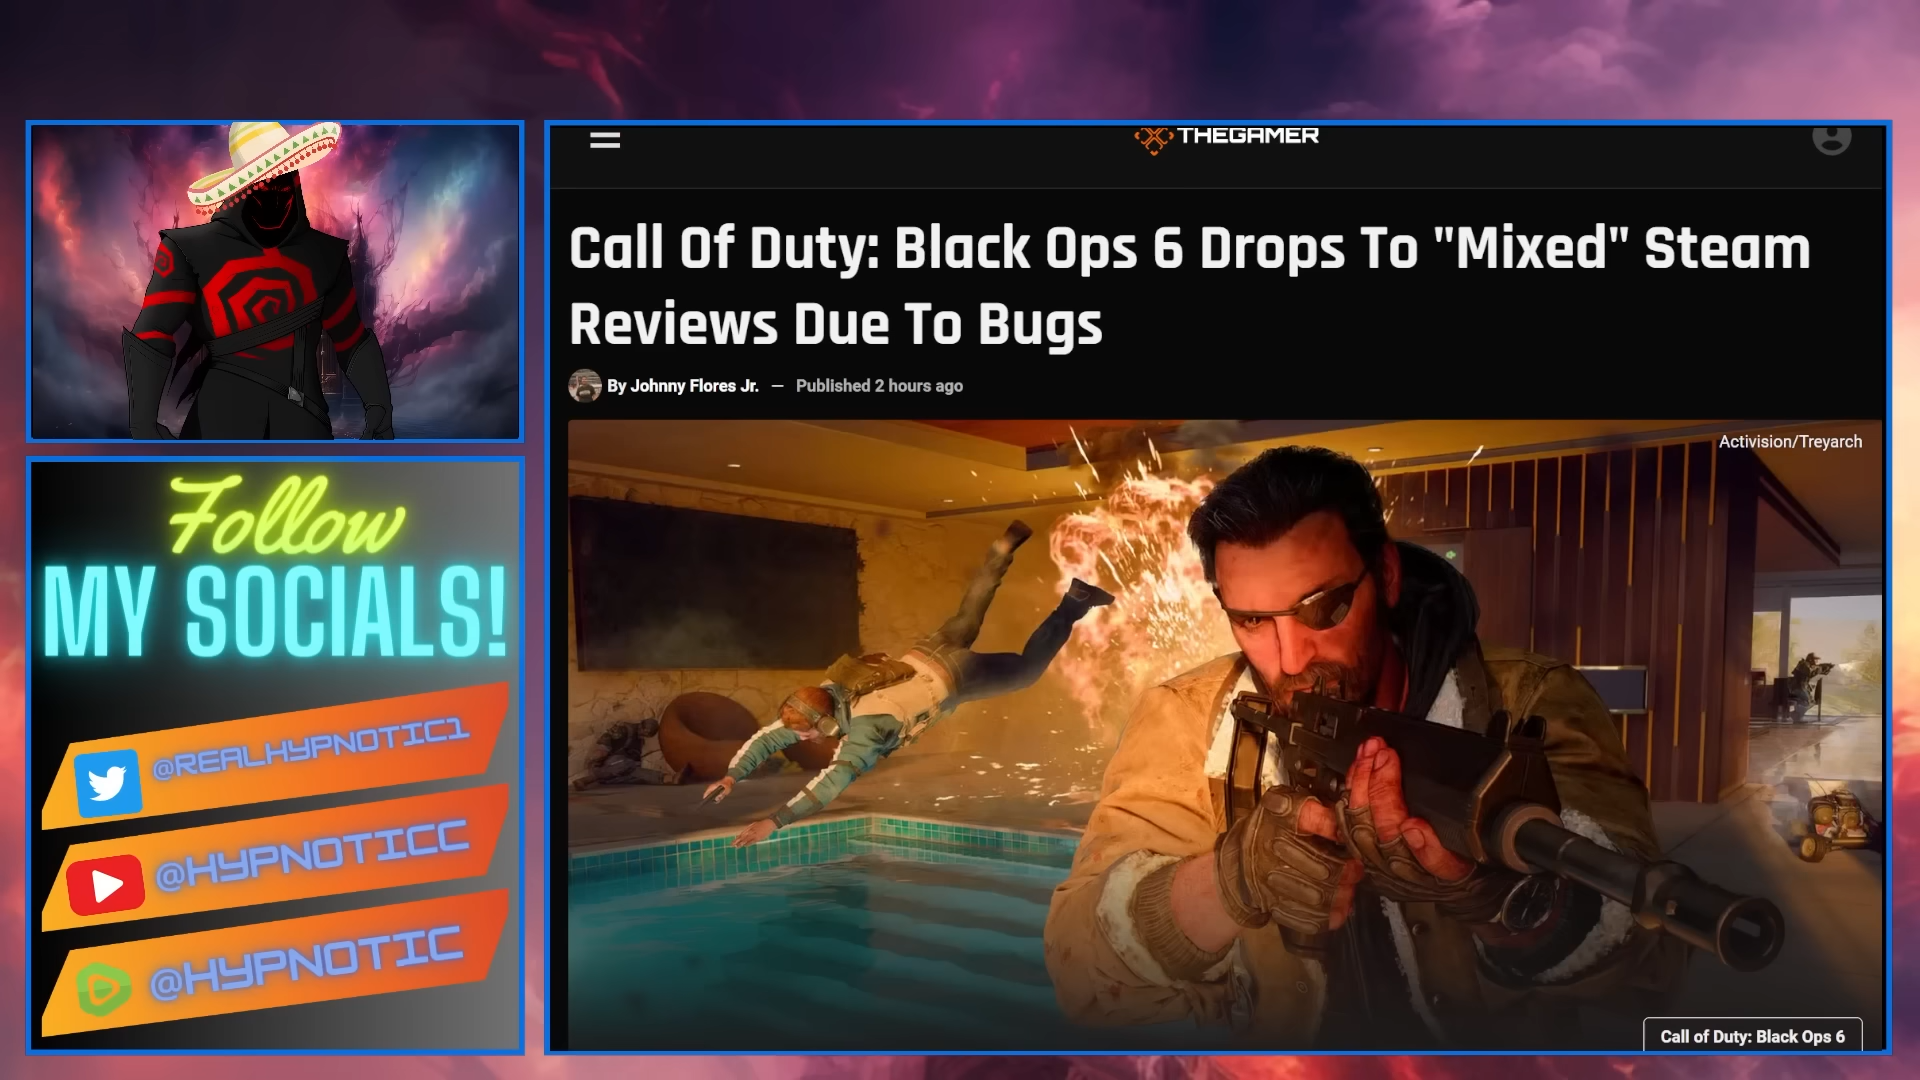 THEGAMER
Call Of Duty: Black Ops 6 Drops To "Mixed" Steam
Reviews Due To Bugs
By Johnny Flores Jr. — Published 2 hours ago
Activision/Treyarch
Call of Duty: Black Ops 6
Follow
MY SOCIALS!
@REALHYPNOTIC1
@HYPNOTICC
@HYPNOTIC